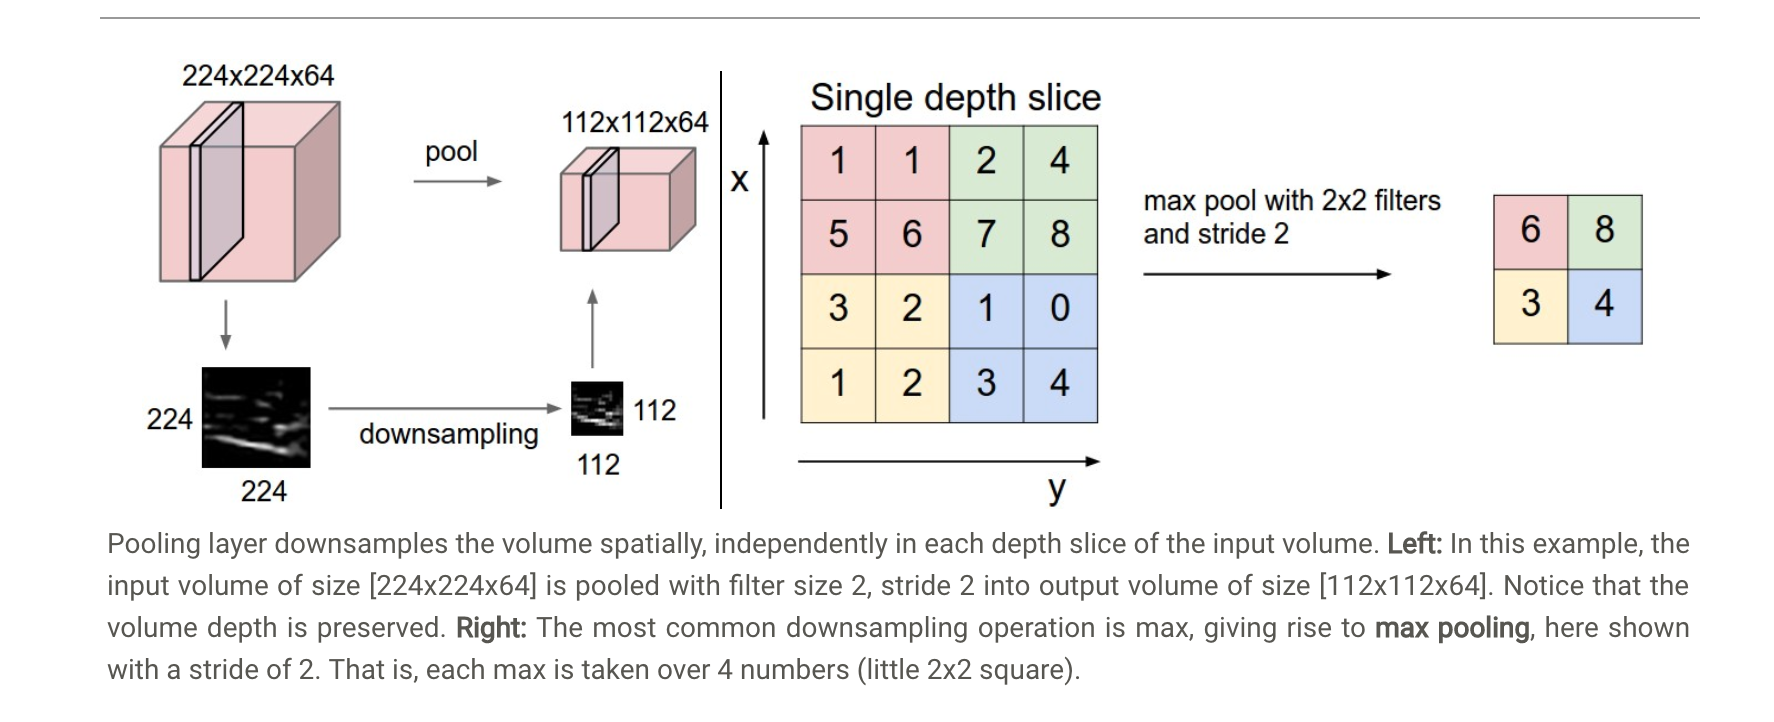 224x224x64
pool
112x112x64
224
224
downsampling
112
112
Single depth slice
x
1 1 2 4
5 6 7 8
3 2 1 0
1 2 3 4
y
max pool with 2x2 filters
and stride 2
6 8
3 4
Pooling layer downsamples the volume spatially, independently in each depth slice of the input volume. Left: In this example, the
input volume of size [224x224x64] is pooled with filter size 2, stride 2 into output volume of size [112x112x64]. Notice that the
volume depth is preserved. Right: The most common downsampling operation is max, giving rise to max pooling, here shown
with a stride of 2. That is, each max is taken over 4 numbers (little 2x2 square).